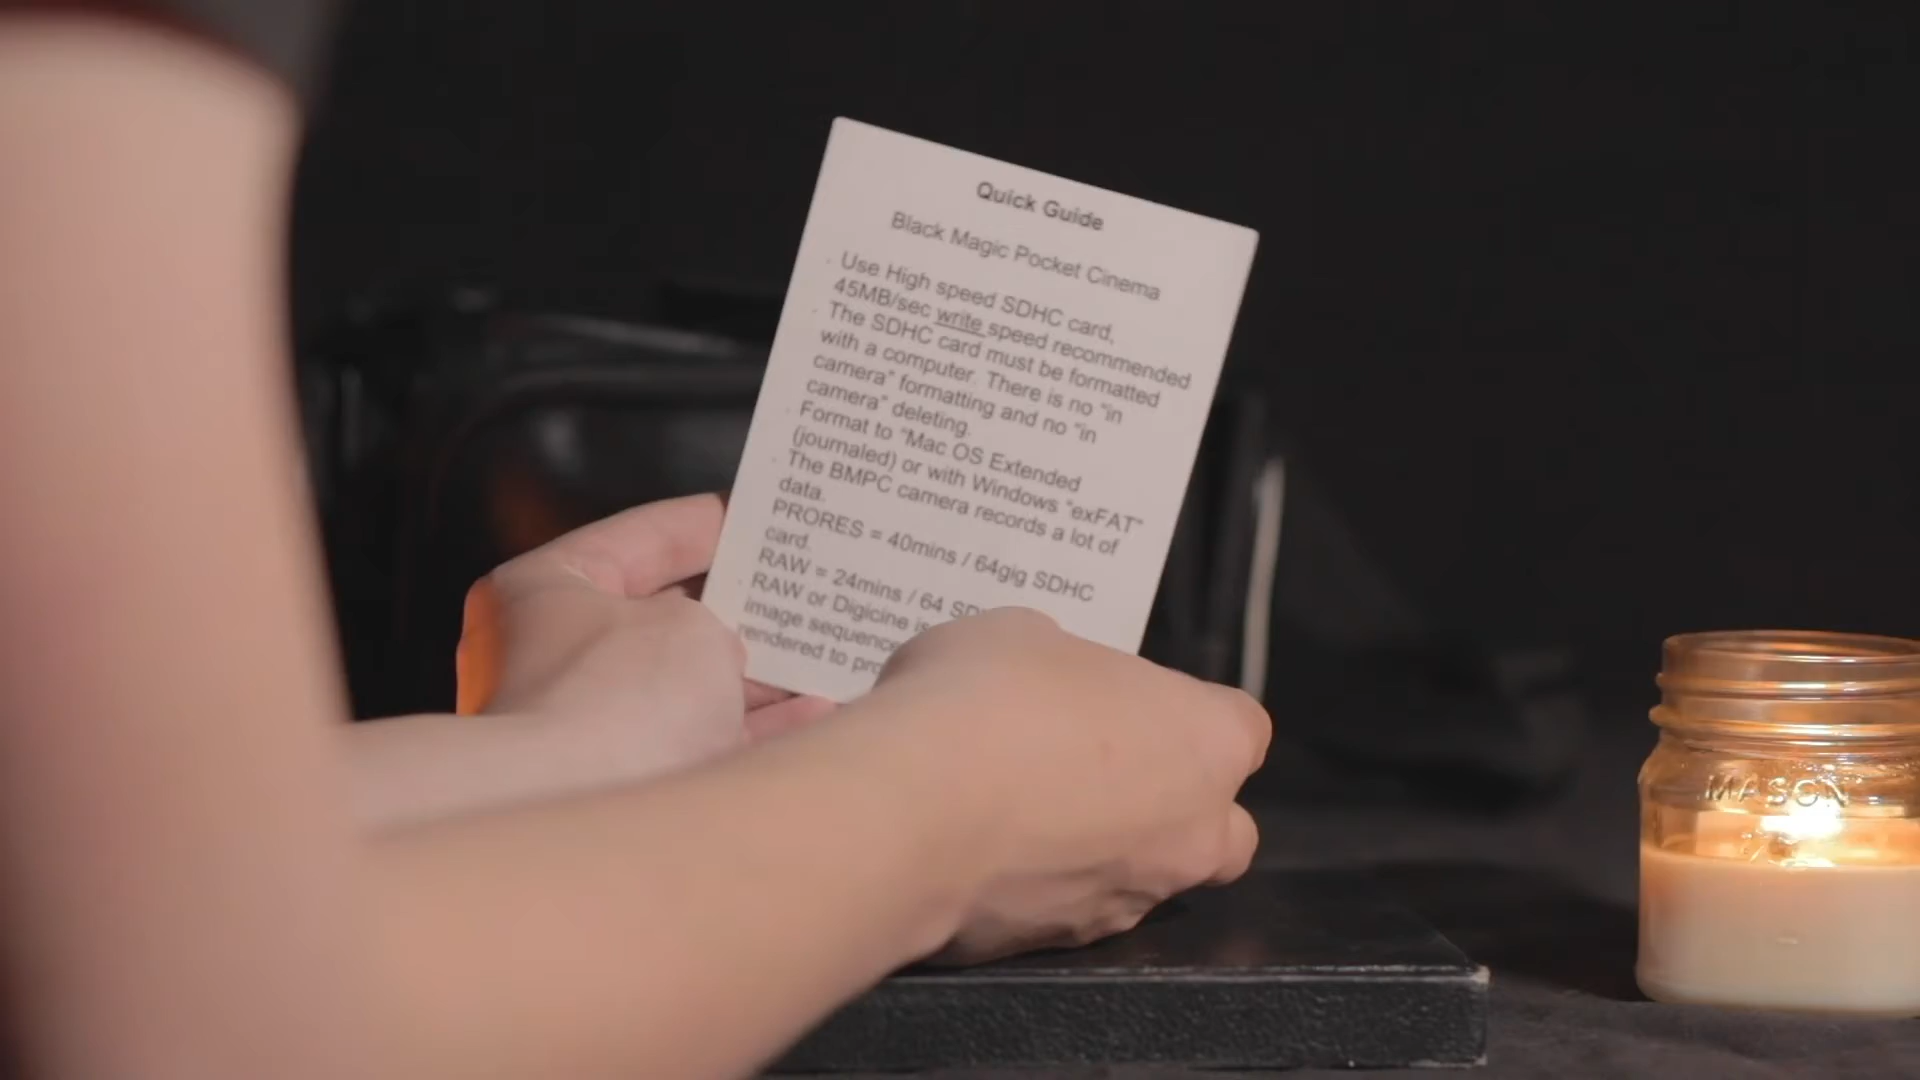 Quick Guide
Black Magic Pocket Cinema
Use High speed SDHC card,
45MB/sec write speed recommended
The SDHC card must be formatted
with a computer. There is no "in
camera" formatting and no "in
camera" deleting.
Format to "Mac OS Extended
(journaled) or with Windows "exFAT"
The BMPC camera records a lot of
data.
PRORES = 40mins / 64gig SDHC
card.
RAW = 24mins / 64
RAW or Digicine is
image sequence
rendered to
MASON